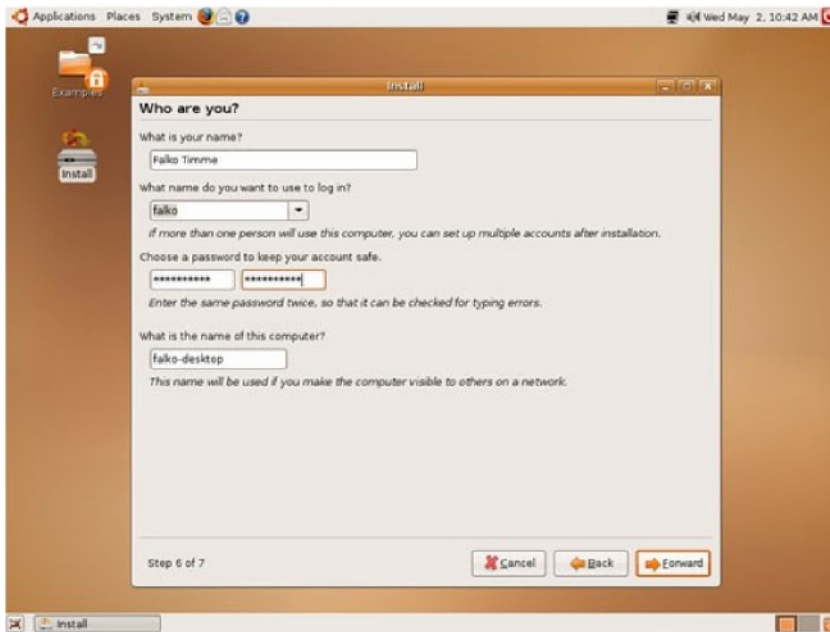 Applications Places System Wed May 2, 10:42 AM
Examples
Install
Install
Who are you?
What is your name?
Falko Timme
What name do you want to use to log in?
falko
If more than one person will use this computer, you can set up multiple accounts after installation.
Choose a password to keep your account safe.
********** **********
Enter the same password twice, so that it can be checked for typing errors.
What is the name of this computer?
falko-desktop
This name will be used if you make the computer visible to others on a network.
Step 6 of 7 Cancel Back Forward
Install